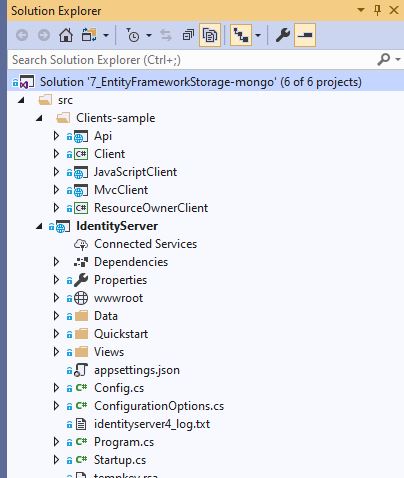 Solution Explorer
Search Solution Explorer (Ctrl+;)
Solution '7_EntityFrameworkStorage-mongo' (6 of 6 projects)
src
Clients-sample
Api
C# Client
JavaScriptClient
MvcClient
C# ResourceOwnerClient
IdentityServer
Connected Services
Dependencies
Properties
wwwroot
Data
Quickstart
Views
appsettings.json
C# Config.cs
C# ConfigurationOptions.cs
identityserver4_log.txt
C# Program.cs
C# Startup.cs
tempkey.rsa